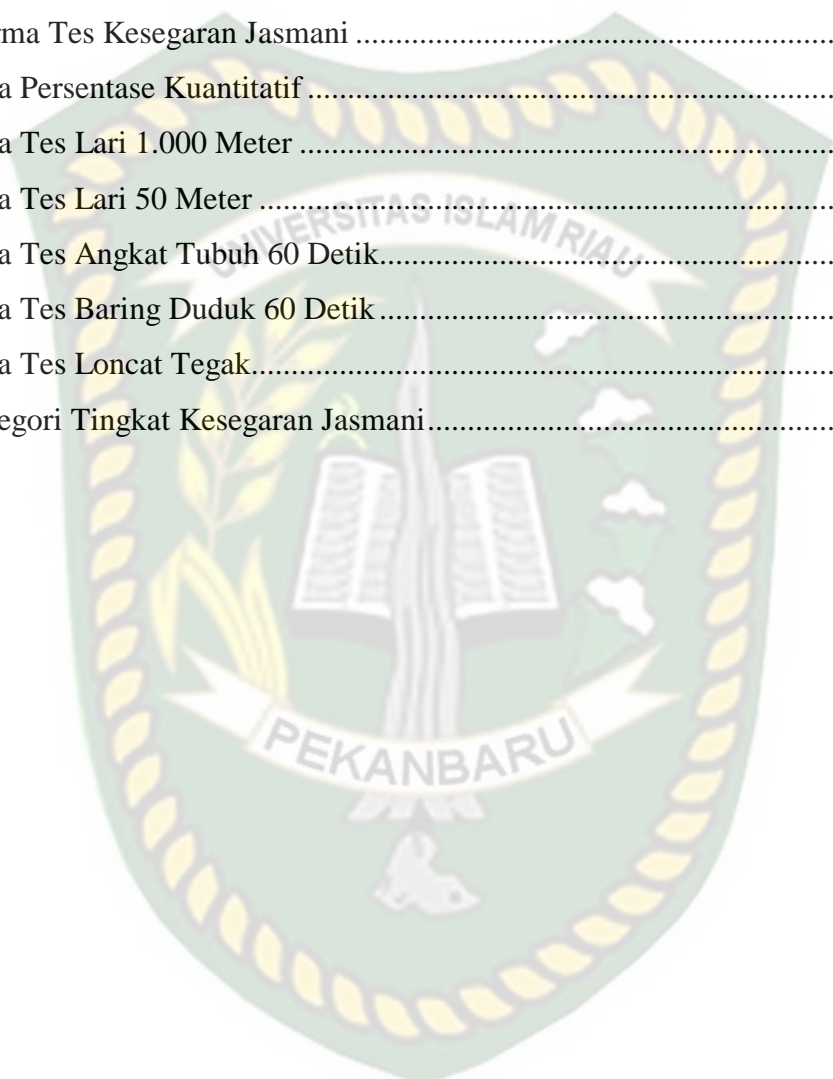 rma Tes Kesegaran Jasmani ....................................................................
a Persentase Kuantitatif ..........................................................................
a Tes Lari 1.000 Meter ...........................................................................
a Tes Lari 50 Meter ................................................................................
UNIVERSITAS ISLAM RIAU
a Tes Angkat Tubuh 60 Detik..................................................................
a Tes Baring Duduk 60 Detik ..................................................................
a Tes Loncat Tegak.................................................................................
egori Tingkat Kesegaran Jasmani...........................................................
PEKANBARU